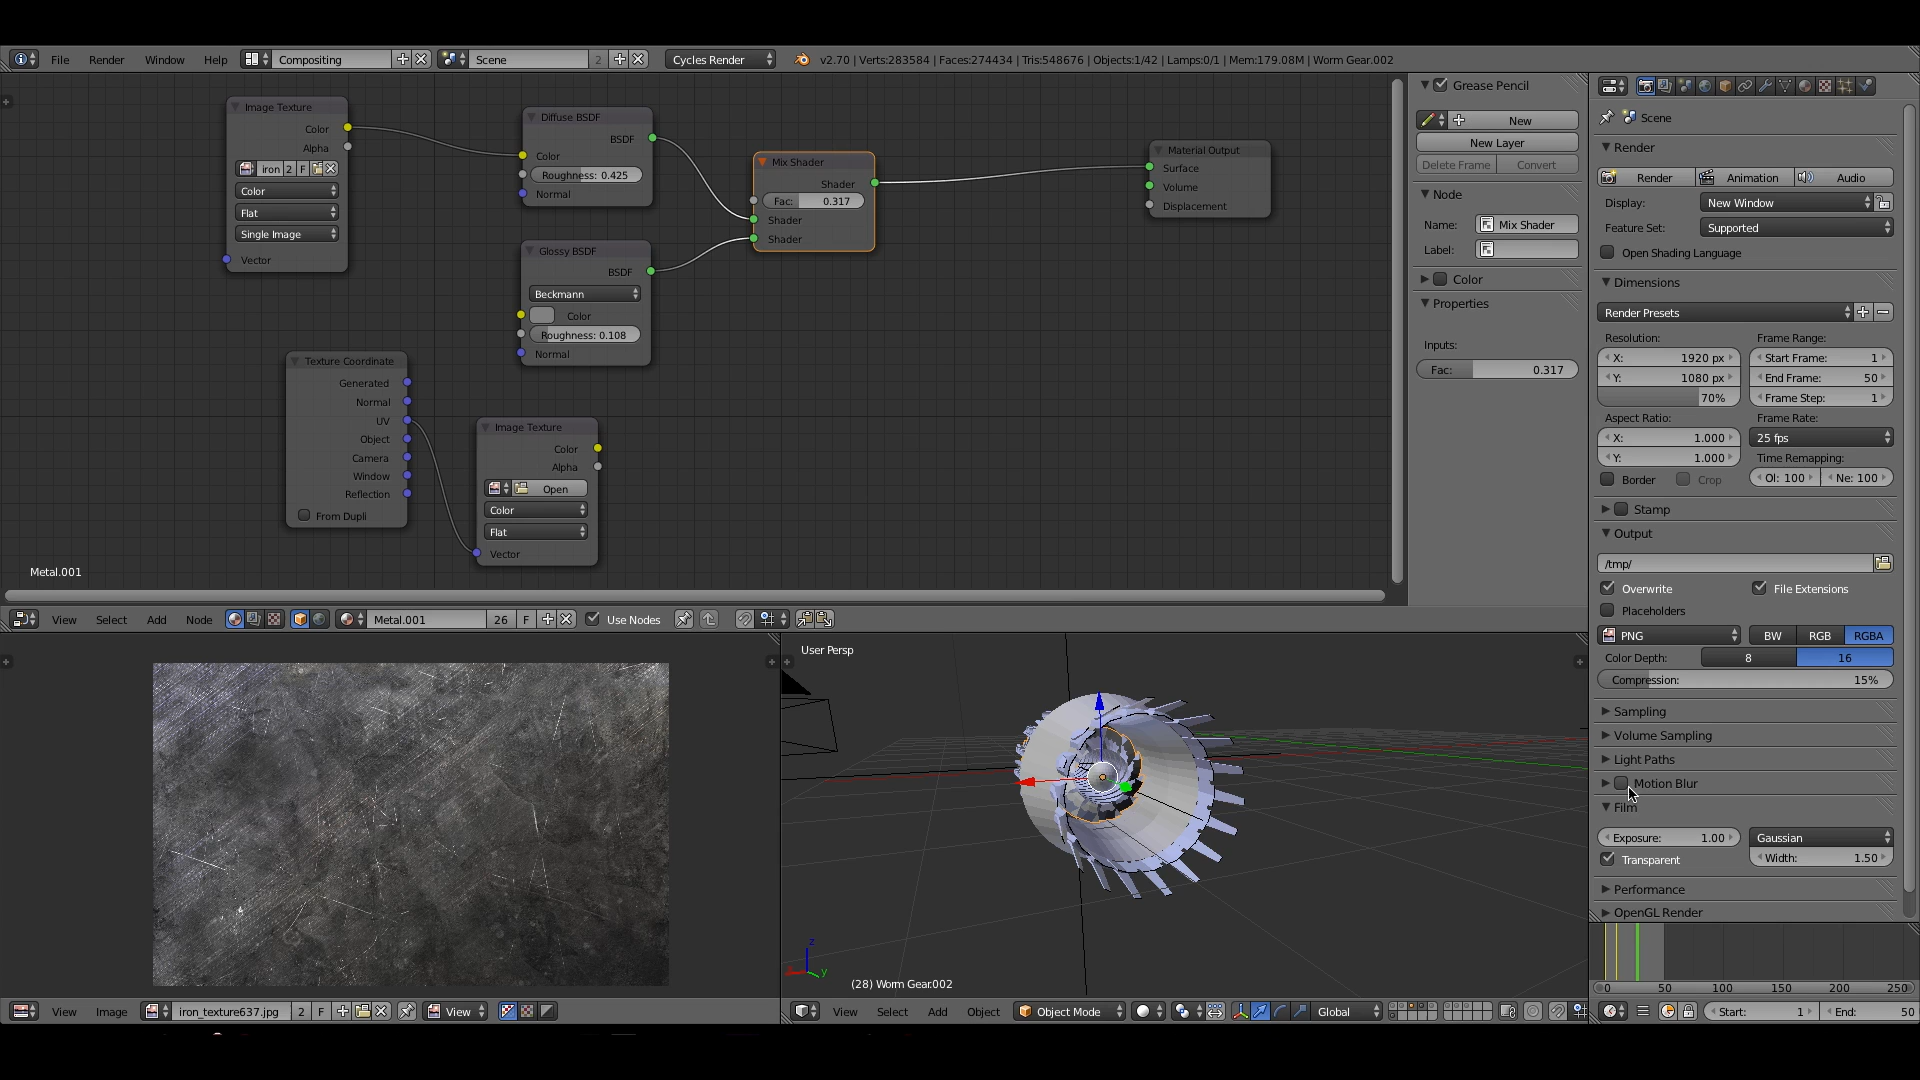 File Render Window Help Compositing Scene 2 Cycles Render v2.70 | Verts:283584 | Faces:274434 | Tris:548676 | Objects:1/42 | Lamps:0/1 | Mem:179.08M | Worm Gear.002
Image Texture
Color
Alpha
iron 2 F
Color
Flat
Single Image
Vector
Diffuse BSDF
BSDF
Color
Roughness: 0.425
Normal
Glossy BSDF
BSDF
Beckmann
Color
Roughness: 0.108
Normal
Mix Shader
Shader
Fac: 0.317
Shader
Shader
Material Output
Surface
Volume
Displacement
Texture Coordinate
Generated
Normal
UV
Object
Camera
Window
Reflection
From Dupli
Image Texture
Color
Alpha
Open
Color
Flat
Vector
Metal.001
Grease Pencil
New
New Layer
Delete Frame Convert
Node
Name: Mix Shader
Label:
Color
Properties
Inputs:
Fac: 0.317
View Select Add Node Metal.001 26 F Use Nodes
Scene
Render
Render Animation Audio
Display: New Window
Feature Set: Supported
Open Shading Language
Dimensions
Render Presets
Resolution: Frame Range:
X: 1920 px Start Frame: 1
Y: 1080 px End Frame: 50
70% Frame Step: 1
Aspect Ratio: Frame Rate:
X: 1.000 25 fps
Y: 1.000 Time Remapping:
Border Crop Ol: 100 Ne: 100
Stamp
Output
/tmp/
Overwrite File Extensions
Placeholders
PNG BW RGB RGBA
Color Depth: 8 16
Compression: 15%
Sampling
Volume Sampling
Light Paths
Motion Blur
Film
Exposure: 1.00 Gaussian
Transparent Width: 1.50
Performance
OpenGL Render
0 50 100 150 200 250
Start: 1 End: 50
User Persp
z
x y
(28) Worm Gear.002
View Image iron_texture637.jpg 2 F View
View Select Add Object Object Mode Global